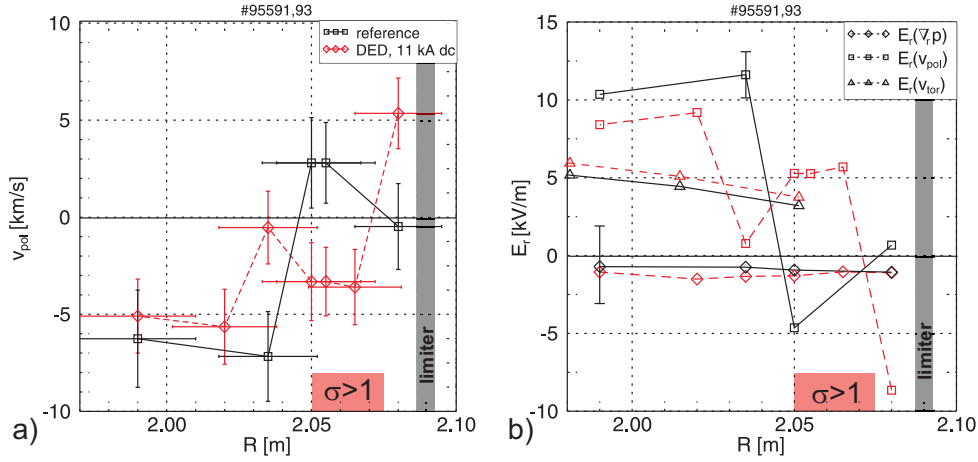 #95591,93
reference
DED, 11 kA dc
10
5
0
-5
-10
v_pol [km/s]
limiter
σ>1
2.00
2.05
2.10
R [m]
a)
#95591,93
E_r(∇_r p)
E_r(v_pol)
E_r(v_tor)
15
10
5
0
-5
-10
E_r [kV/m]
limiter
σ>1
2.00
2.05
2.10
R [m]
b)